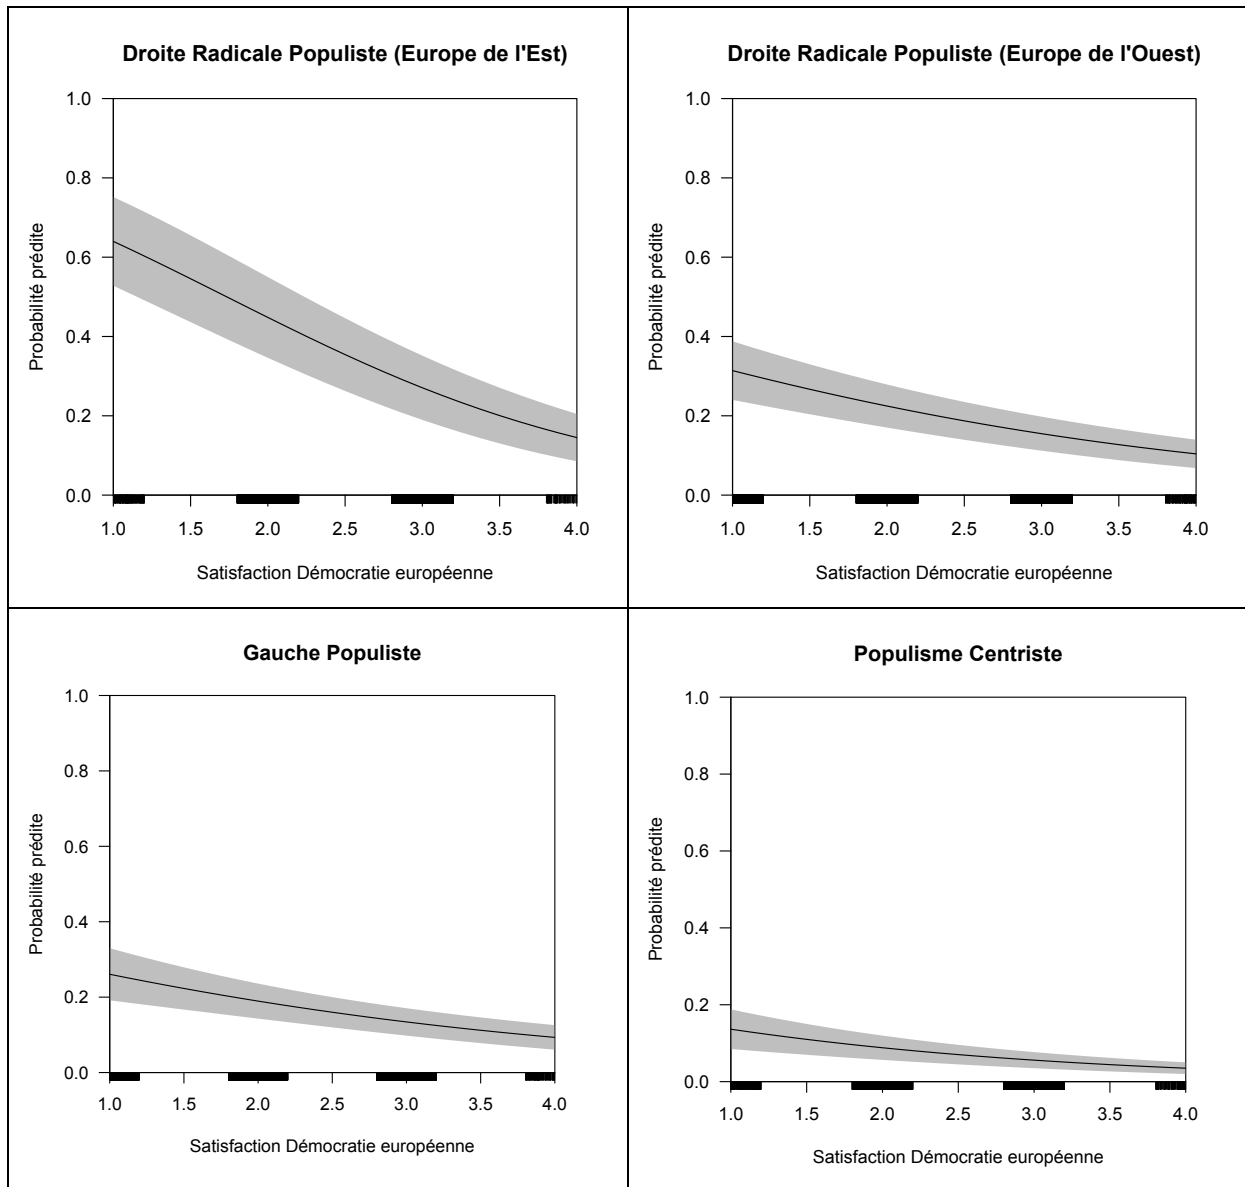 Droite Radicale Populiste (Europe de l'Est)
1.0
0.8
0.6
0.4
0.2
0.0
Probabilité prédite
1.0 1.5 2.0 2.5 3.0 3.5 4.0
Satisfaction Démocratie européenne
Droite Radicale Populiste (Europe de l'Ouest)
1.0
0.8
0.6
0.4
0.2
0.0
Probabilité prédite
1.0 1.5 2.0 2.5 3.0 3.5 4.0
Satisfaction Démocratie européenne
Gauche Populiste
1.0
0.8
0.6
0.4
0.2
0.0
Probabilité prédite
1.0 1.5 2.0 2.5 3.0 3.5 4.0
Satisfaction Démocratie européenne
Populisme Centriste
1.0
0.8
0.6
0.4
0.2
0.0
Probabilité prédite
1.0 1.5 2.0 2.5 3.0 3.5 4.0
Satisfaction Démocratie européenne